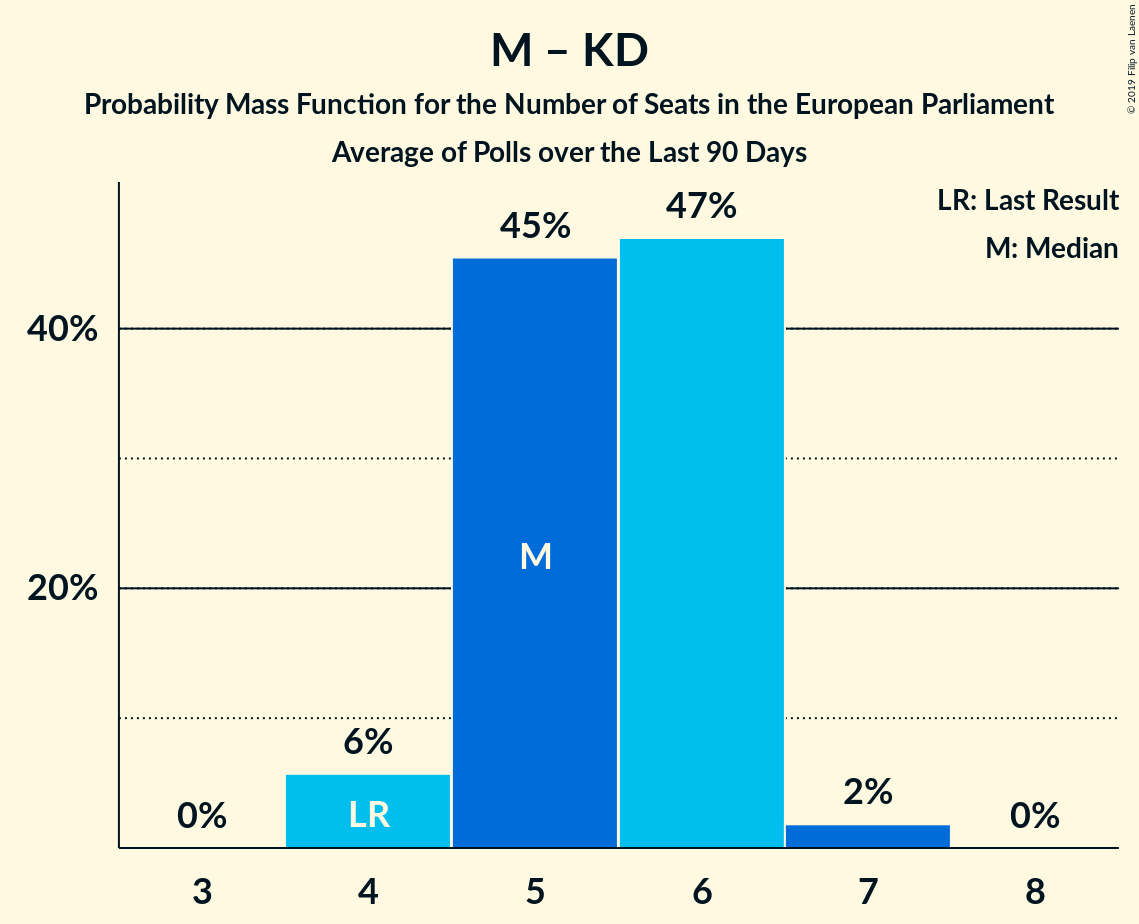 M – KD
Probability Mass Function for the Number of Seats in the European Parliament
Average of Polls over the Last 90 Days
© 2019 Filip van Laenen
LR: Last Result
M: Median
40%
20%
0%
6%
45%
47%
2%
0%
LR
M
3 4 5 6 7 8